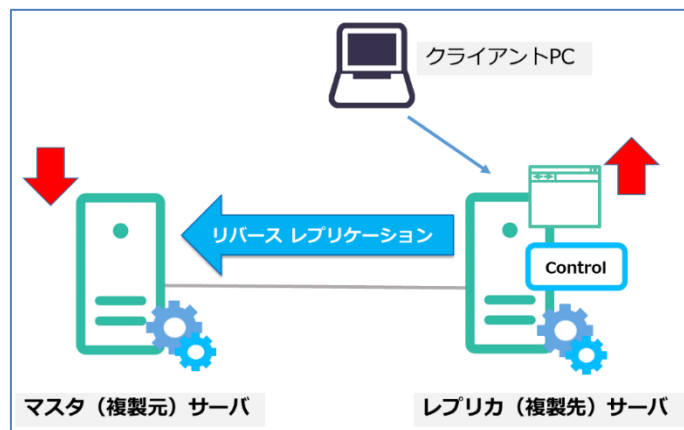 クライアントPC
リバース レプリケーション
Control
マスタ（複製元）サーバ
レプリカ（複製先）サーバ